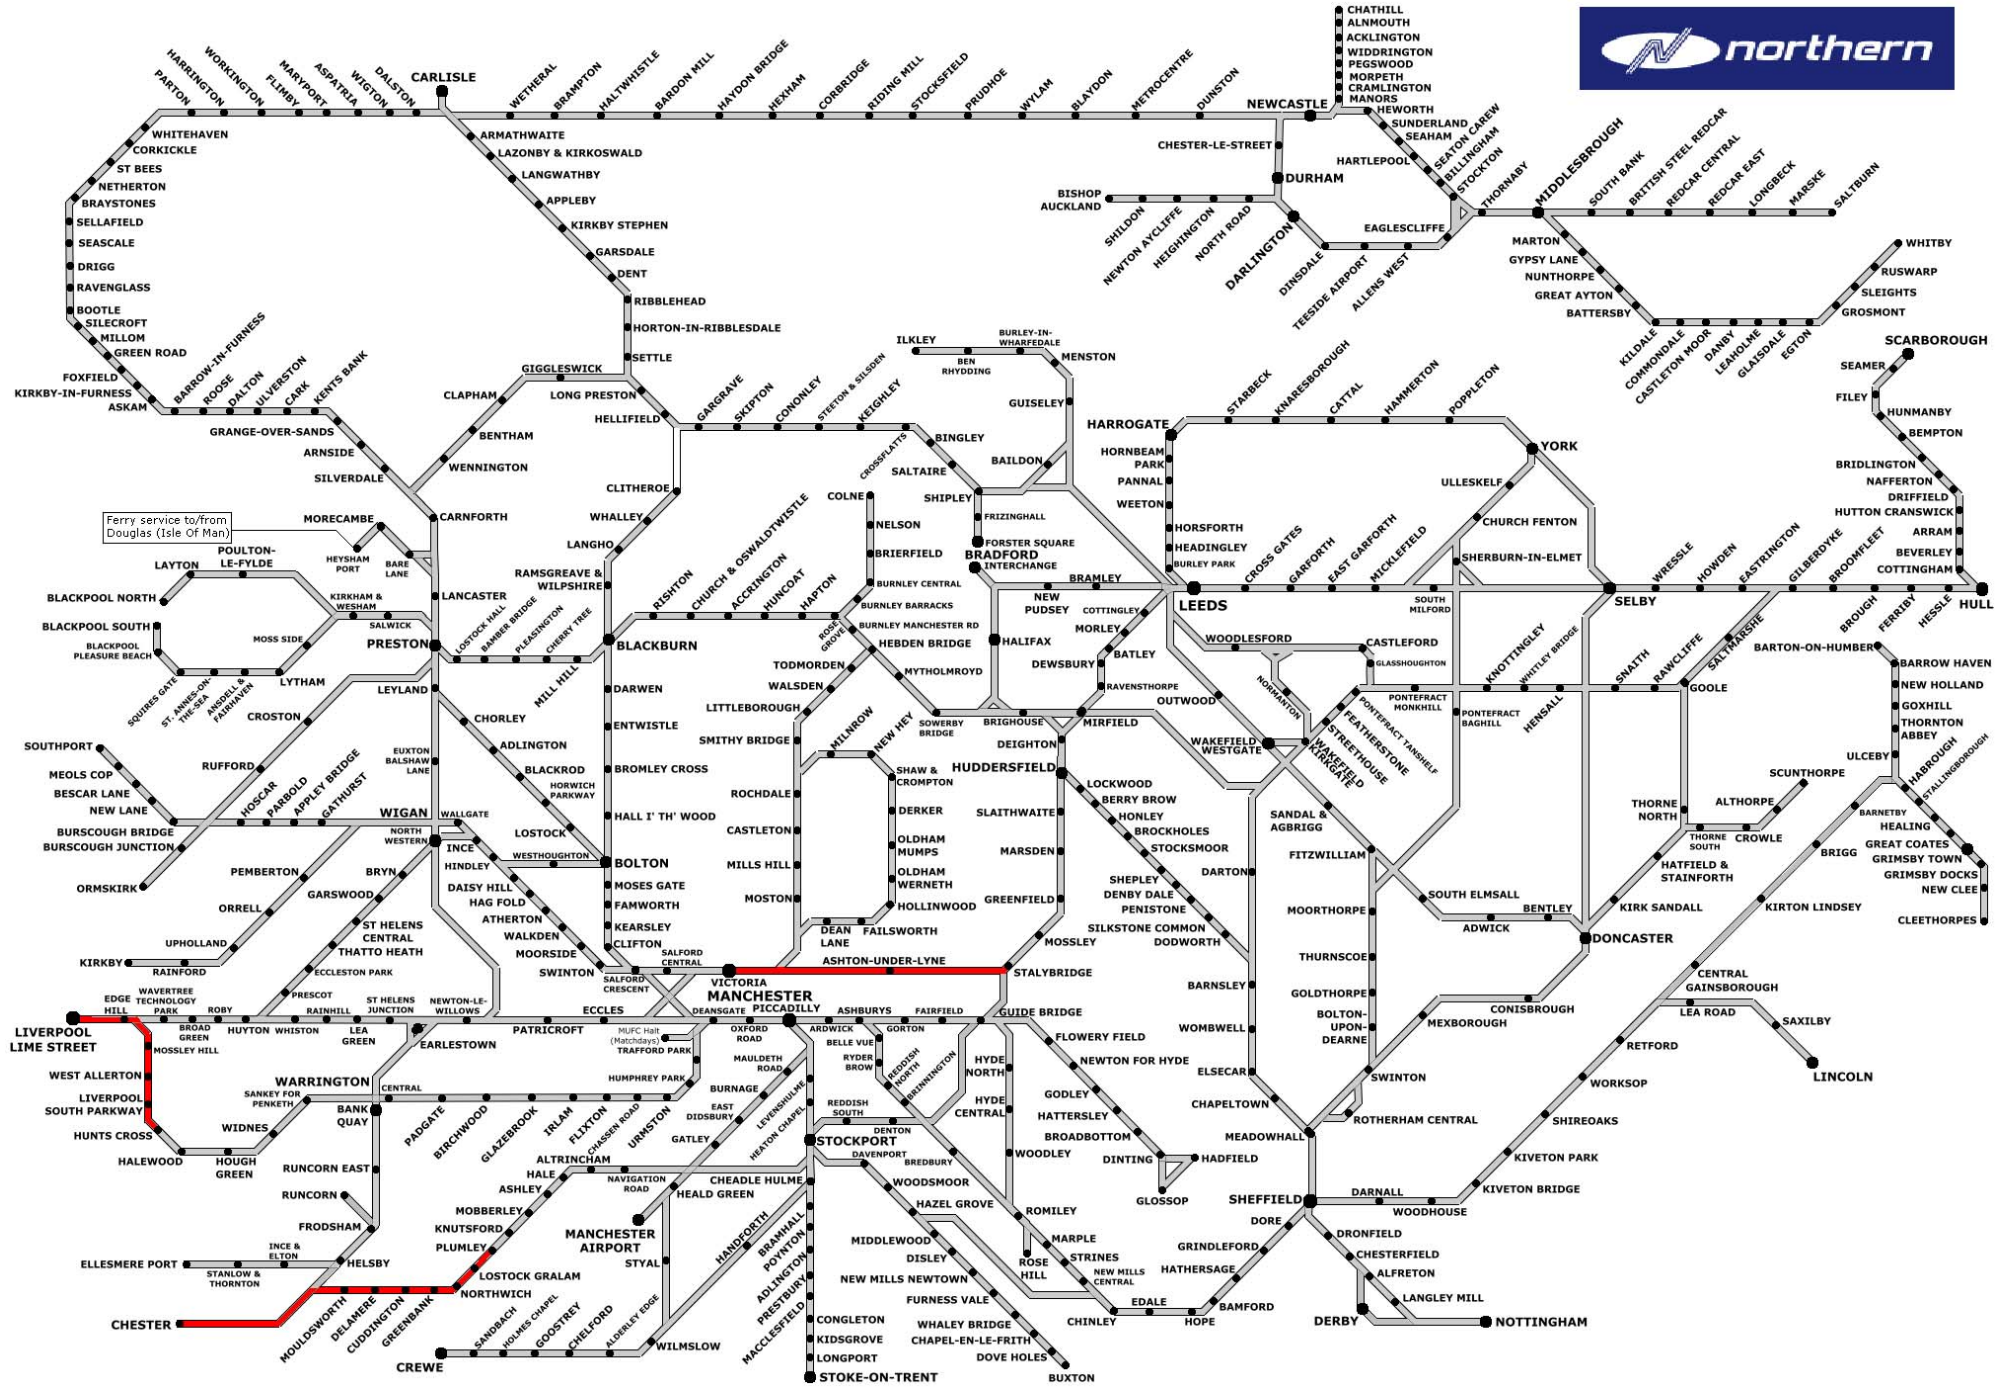 northern
CHATHILL
ALNMOUTH
ACKLINGTON
WIDDRINGTON
PEGSWOOD
MORPETH
CRAMLINGTON
MANORS
CARLISLE
PARTON
HARRINGTON
WORKINGTON
FLIMBY
MARYPORT
ASPATRIA
WIGTON
DALSTON
WETHERAL
BRAMPTON
HALTWHISTLE
BARDON MILL
HAYDON BRIDGE
HEXHAM
CORBRIDGE
RIDING MILL
STOCKSFIELD
PRUDHOE
WYLAM
BLAYDON
METROCENTRE
DUNSTON
NEWCASTLE
HEWORTH
SUNDERLAND
SEAHAM
HARTLEPOOL
SEATON CAREW
BILLINGHAM
STOCKTON
THORNABY
MIDDLESBROUGH
SOUTH BANK
BRITISH STEEL REDCAR
REDCAR CENTRAL
REDCAR EAST
LONGBECK
MARSKE
SALTBURN
CHESTER-LE-STREET
DURHAM
BISHOP
AUCKLAND
SHILDON
NEWTON AYCLIFFE
HEIGHINGTON
NORTH ROAD
DARLINGTON
DINSDALE
TEESIDE AIRPORT
ALLENS WEST
EAGLESCLIFFE
MARTON
GYPSY LANE
NUNTHORPE
GREAT AYTON
BATTERSBY
KILDALE
COMMONDALE
CASTLETON MOOR
DANBY
LEAHOLME
GLAISDALE
EGTON
GROSMONT
SLEIGHTS
RUSWARP
WHITBY
WHITEHAVEN
CORKICKLE
ST BEES
NETHERTON
BRAYSTONES
SELLAFIELD
SEASCALE
DRIGG
RAVENGLASS
BOOTLE
SILECROFT
MILLOM
GREEN ROAD
FOXFIELD
KIRKBY-IN-FURNESS
ASKAM
BARROW-IN-FURNESS
ROOSE
DALTON
ULVERSTON
CARK
KENTS BANK
GRANGE-OVER-SANDS
ARNSIDE
SILVERDALE
ARMATHWAITE
LAZONBY & KIRKOSWALD
LANGWATHBY
APPLEBY
KIRKBY STEPHEN
GARSDALE
DENT
RIBBLEHEAD
HORTON-IN-RIBBLESDALE
SETTLE
GIGGLESWICK
CLAPHAM
BENTHAM
WENNINGTON
LONG PRESTON
HELLIFIELD
GARGRAVE
SKIPTON
CONONLEY
STEETON & SILSDEN
KEIGHLEY
CROSSFLATTS
BINGLEY
SALTAIRE
SHIPLEY
FRIZINGHALL
FORSTER SQUARE
BRADFORD
INTERCHANGE
ILKLEY
BEN
RHYDDING
BURLEY-IN-
WHARFEDALE
MENSTON
GUISELEY
BAILDON
HARROGATE
HORNBEAM
PARK
PANNAL
WEETON
HORSFORTH
HEADINGLEY
BURLEY PARK
STARBECK
KNARESBOROUGH
CATTAL
HAMMERTON
POPPLETON
YORK
ULLESKELF
CHURCH FENTON
SHERBURN-IN-ELMET
SCARBOROUGH
SEAMER
FILEY
HUNMANBY
BEMPTON
BRIDLINGTON
NAFFERTON
DRIFFIELD
HUTTON CRANSWICK
ARRAM
BEVERLEY
COTTINGHAM
HULL
LEEDS
CROSS GATES
GARFORTH
EAST GARFORTH
MICKLEFIELD
SOUTH
MILFORD
SELBY
WRESSLE
HOWDEN
EASTRINGTON
GILBERDYKE
BROOMFLEET
BROUGH
FERRIBY
HESSLE
Ferry service to/from
Douglas (Isle Of Man)
MORECAMBE
HEYSHAM
PORT
BARE
LANE
CARNFORTH
LANCASTER
POULTON-
LE-FYLDE
LAYTON
BLACKPOOL NORTH
BLACKPOOL SOUTH
BLACKPOOL
PLEASURE BEACH
SQUIRES GATE
ST. ANNES-ON-
THE-SEA
ANSDELL &
FAIRHAVEN
LYTHAM
MOSS SIDE
KIRKHAM &
WESHAM
SALWICK
PRESTON
LOSTOCK HALL
BAMBER BRIDGE
PLEASINGTON
CHERRY TREE
MILL HILL
BLACKBURN
CLITHEROE
WHALLEY
LANGHO
RAMSGREAVE &
WILPSHIRE
RISHTON
CHURCH & OSWALDTWISTLE
ACCRINGTON
HUNCOAT
HAPTON
ROSE
GROVE
COLNE
NELSON
BRIERFIELD
BURNLEY CENTRAL
BURNLEY BARRACKS
BURNLEY MANCHESTER RD
HEBDEN BRIDGE
MYTHOLMROYD
SOWERBY
BRIDGE
BRIGHOUSE
MIRFIELD
HALIFAX
NEW
PUDSEY
BRAMLEY
COTTINGLEY
MORLEY
BATLEY
DEWSBURY
RAVENSTHORPE
TODMORDEN
WALSDEN
LITTLEBOROUGH
SMITHY BRIDGE
ROCHDALE
CASTLETON
MILLS HILL
MOSTON
MILNROW
NEW HEY
SHAW &
CROMPTON
DERKER
OLDHAM
MUMPS
OLDHAM
WERNETH
HOLLINWOOD
FAILSWORTH
DEAN
LANE
DEIGHTON
HUDDERSFIELD
SLAITHWAITE
MARSDEN
GREENFIELD
MOSSLEY
STALYBRIDGE
ASHTON-UNDER-LYNE
LOCKWOOD
BERRY BROW
HONLEY
BROCKHOLES
STOCKSMOOR
SHEPLEY
DENBY DALE
PENISTONE
SILKSTONE COMMON
DODWORTH
WOODLESFORD
CASTLEFORD
GLASSHOUGHTON
NORMANTON
OUTWOOD
WAKEFIELD
WESTGATE
WAKEFIELD
KIRKGATE
STREETHOUSE
FEATHERSTONE
PONTEFRACT TANSHELF
PONTEFRACT
MONKHILL
PONTEFRACT
BAGHILL
KNOTTINGLEY
WHITLEY BRIDGE
HENSALL
SNAITH
RAWCLIFFE
GOOLE
SALTMARSHE
THORNE
NORTH
THORNE
SOUTH
CROWLE
ALTHORPE
SCUNTHORPE
HATFIELD &
STAINFORTH
KIRK SANDALL
DONCASTER
BENTLEY
ADWICK
SOUTH ELMSALL
FITZWILLIAM
SANDAL &
AGBRIGG
BARTON-ON-HUMBER
BARROW HAVEN
NEW HOLLAND
GOXHILL
THORNTON
ABBEY
ULCEBY
HABROUGH
STALLINGBOROUGH
HEALING
GREAT COATES
GRIMSBY TOWN
GRIMSBY DOCKS
NEW CLEE
CLEETHORPES
BARNETBY
BRIGG
KIRTON LINDSEY
CENTRAL
GAINSBOROUGH
LEA ROAD
SAXILBY
LINCOLN
RETFORD
WORKSOP
SHIREOAKS
KIVETON PARK
KIVETON BRIDGE
WOODHOUSE
DARNALL
SHEFFIELD
MEADOWHALL
CHAPELTOWN
ELSECAR
WOMBWELL
BARNSLEY
DARTON
MOORTHORPE
THURNSCOE
GOLDTHORPE
BOLTON-
UPON-
DEARNE
SWINTON
MEXBOROUGH
CONISBROUGH
ROTHERHAM CENTRAL
DORE
GRINDLEFORD
HATHERSAGE
BAMFORD
HOPE
EDALE
CHINLEY
DRONFIELD
CHESTERFIELD
ALFRETON
LANGLEY MILL
DERBY
NOTTINGHAM
LEYLAND
CROSTON
RUFFORD
BURSCOUGH BRIDGE
BURSCOUGH JUNCTION
ORMSKIRK
SOUTHPORT
MEOLS COP
BESCAR LANE
NEW LANE
HOSCAR
PARBOLD
APPLEY BRIDGE
GATHURST
WIGAN
WALLGATE
NORTH
WESTERN
EUXTON
BALSHAW
LANE
CHORLEY
ADLINGTON
BLACKROD
HORWICH
PARKWAY
LOSTOCK
DARWEN
ENTWISTLE
BROMLEY CROSS
HALL I' TH' WOOD
BOLTON
MOSES GATE
FAMWORTH
KEARSLEY
CLIFTON
WESTHOUGHTON
INCE
HINDLEY
DAISY HILL
HAG FOLD
ATHERTON
WALKDEN
MOORSIDE
SWINTON
SALFORD
CRESCENT
SALFORD
CENTRAL
VICTORIA
MANCHESTER
PICCADILLY
PEMBERTON
ORRELL
UPHOLLAND
RAINFORD
KIRKBY
BRYN
GARSWOOD
ST HELENS
CENTRAL
THATTO HEATH
ECCLESTON PARK
PRESCOT
LIVERPOOL
LIME STREET
EDGE
HILL
WAVERTREE
TECHNOLOGY
PARK
BROAD
GREEN
ROBY
HUYTON
WHISTON
RAINHILL
LEA
GREEN
ST HELENS
JUNCTION
NEWTON-LE-
WILLOWS
EARLESTOWN
PATRICROFT
ECCLES
MUFC Halt
(Matchdays)
TRAFFORD PARK
HUMPHREY PARK
DEANSGATE
OXFORD
ROAD
ARDWICK
ASHBURYS
GORTON
FAIRFIELD
GUIDE BRIDGE
BELLE VUE
RYDER
BROW
REDDISH
NORTH
BRINNINGTON
MOSSLEY HILL
WEST ALLERTON
LIVERPOOL
SOUTH PARKWAY
HUNTS CROSS
HALEWOOD
HOUGH
GREEN
WIDNES
SANKEY FOR
PENKETH
WARRINGTON
CENTRAL
BANK
QUAY
PADGATE
BIRCHWOOD
GLAZEBROOK
IRLAM
FLIXTON
CHASSEN ROAD
URMSTON
RUNCORN EAST
RUNCORN
FRODSHAM
HELSBY
INCE &
ELTON
STANLOW &
THORNTON
ELLESMERE PORT
CHESTER
MOULDSWORTH
DELAMERE
CUDDINGTON
GREENBANK
NORTHWICH
LOSTOCK GRALAM
PLUMLEY
KNUTSFORD
MOBBERLEY
ASHLEY
HALE
ALTRINCHAM
NAVIGATION
ROAD
MAULDETH
ROAD
BURNAGE
EAST
DIDSBURY
GATLEY
HEALD GREEN
MANCHESTER
AIRPORT
STYAL
HANDFORTH
WILMSLOW
ALDERLEY EDGE
CHELFORD
GOOSTREY
HOLMES CHAPEL
SANDBACH
CREWE
LEVENSHULME
HEATON CHAPEL
STOCKPORT
REDDISH
SOUTH
DENTON
CHEADLE HULME
BRAMHALL
POYNTON
ADLINGTON
PRESTBURY
MACCLESFIELD
CONGLETON
KIDSGROVE
LONGPORT
STOKE-ON-TRENT
DAVENPORT
WOODSMOOR
HAZEL GROVE
MIDDLEWOOD
DISLEY
NEW MILLS NEWTOWN
FURNESS VALE
WHALEY BRIDGE
CHAPEL-EN-LE-FRITH
DOVE HOLES
BUXTON
BREDBURY
ROMILEY
MARPLE
STRINES
NEW MILLS
CENTRAL
ROSE
HILL
HYDE
NORTH
HYDE
CENTRAL
WOODLEY
FLOWERY FIELD
NEWTON FOR HYDE
GODLEY
HATTERSLEY
BROADBOTTOM
DINTING
HADFIELD
GLOSSOP